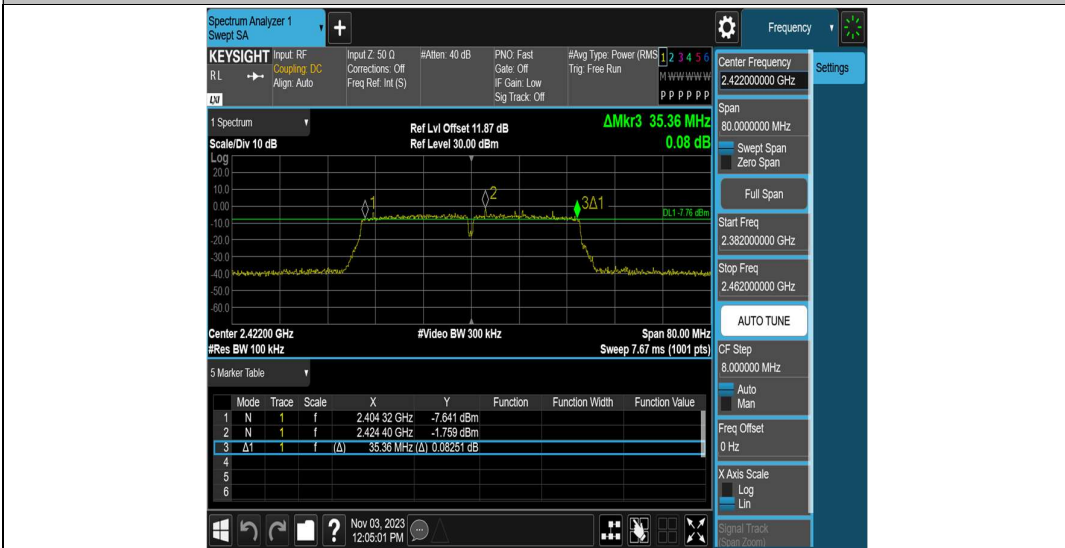 Spectrum Analyzer 1
Swept SA
+
Frequency
KEYSIGHT
R L
LXI
Input: RF
Coupling: DC
Align: Auto
Input Z: 50 Ω
Corrections: Off
Freq Ref: Int (S)
#Atten: 40 dB
PNO: Fast
Gate: Off
IF Gain: Low
Sig Track: Off
#Avg Type: Power (RMS
Trig: Free Run
1 2 3 4 5 6
M W W W W W
P P P P P P
1 Spectrum
Scale/Div 10 dB
Ref Lvl Offset 11.87 dB
Ref Level 30.00 dBm
ΔMkr3 35.36 MHz
0.08 dB
Log
20.0
10.0
0.00
-10.0
-20.0
-30.0
-40.0
-50.0
-60.0
1
2
3Δ1
DL1 -7.76 dBm
Center 2.42200 GHz
#Video BW 300 kHz
Span 80.00 MHz
#Res BW 100 kHz
Sweep 7.67 ms (1001 pts)
5 Marker Table
Mode Trace Scale X Y Function Function Width Function Value
1 N 1 f 2.404 32 GHz -7.641 dBm
2 N 1 f 2.424 40 GHz -1.759 dBm
3 Δ1 1 f (Δ) 35.36 MHz (Δ) 0.08251 dB
4
5
6
Nov 03, 2023
12:05:01 PM
Center Frequency
2.422000000 GHz
Settings
Span
80.0000000 MHz
Swept Span
Zero Span
Full Span
Start Freq
2.382000000 GHz
Stop Freq
2.462000000 GHz
AUTO TUNE
CF Step
8.000000 MHz
Auto
Man
Freq Offset
0 Hz
X Axis Scale
Log
Lin
Signal Track
(Span Zoom)